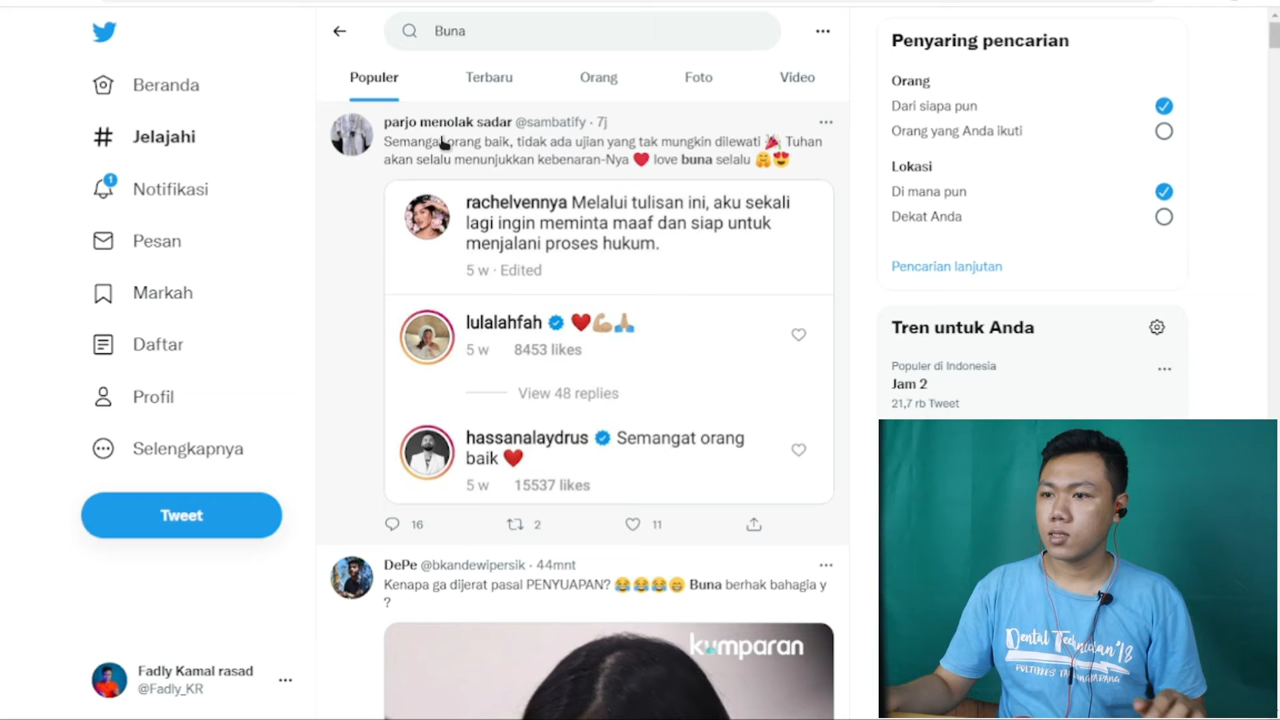 Buna
Populer
Terbaru
Orang
Foto
Video
Beranda
Jelajahi
1
Notifikasi
Pesan
Markah
Daftar
Profil
Selengkapnya
Tweet
Fadly Kamal rasad
@Fadly_KR
parjo menolak sadar @sambatify · 7j
Semangat orang baik, tidak ada ujian yang tak mungkin dilewati 🎉 Tuhan
akan selalu menunjukkan kebenaran-Nya ❤️ love buna selalu 🤗😍
rachelvennya Melalui tulisan ini, aku sekali
lagi ingin meminta maaf dan siap untuk
menjalani proses hukum.
5 w · Edited
lulalahfah ❤️💪🏼🙏🏼
5 w 8453 likes
View 48 replies
hassanalaydrus Semangat orang
baik ❤️
5 w 15537 likes
16 2 11
DePe @bkandewipersik · 44mnt
Kenapa ga dijerat pasal PENYUAPAN? 😂😂😂😁 Buna berhak bahagia y
?
kumparan
Penyaring pencarian
Orang
Dari siapa pun
Orang yang Anda ikuti
Lokasi
Di mana pun
Dekat Anda
Pencarian lanjutan
Tren untuk Anda
Populer di Indonesia
Jam 2
21,7 rb Tweet
Dental Technician'18